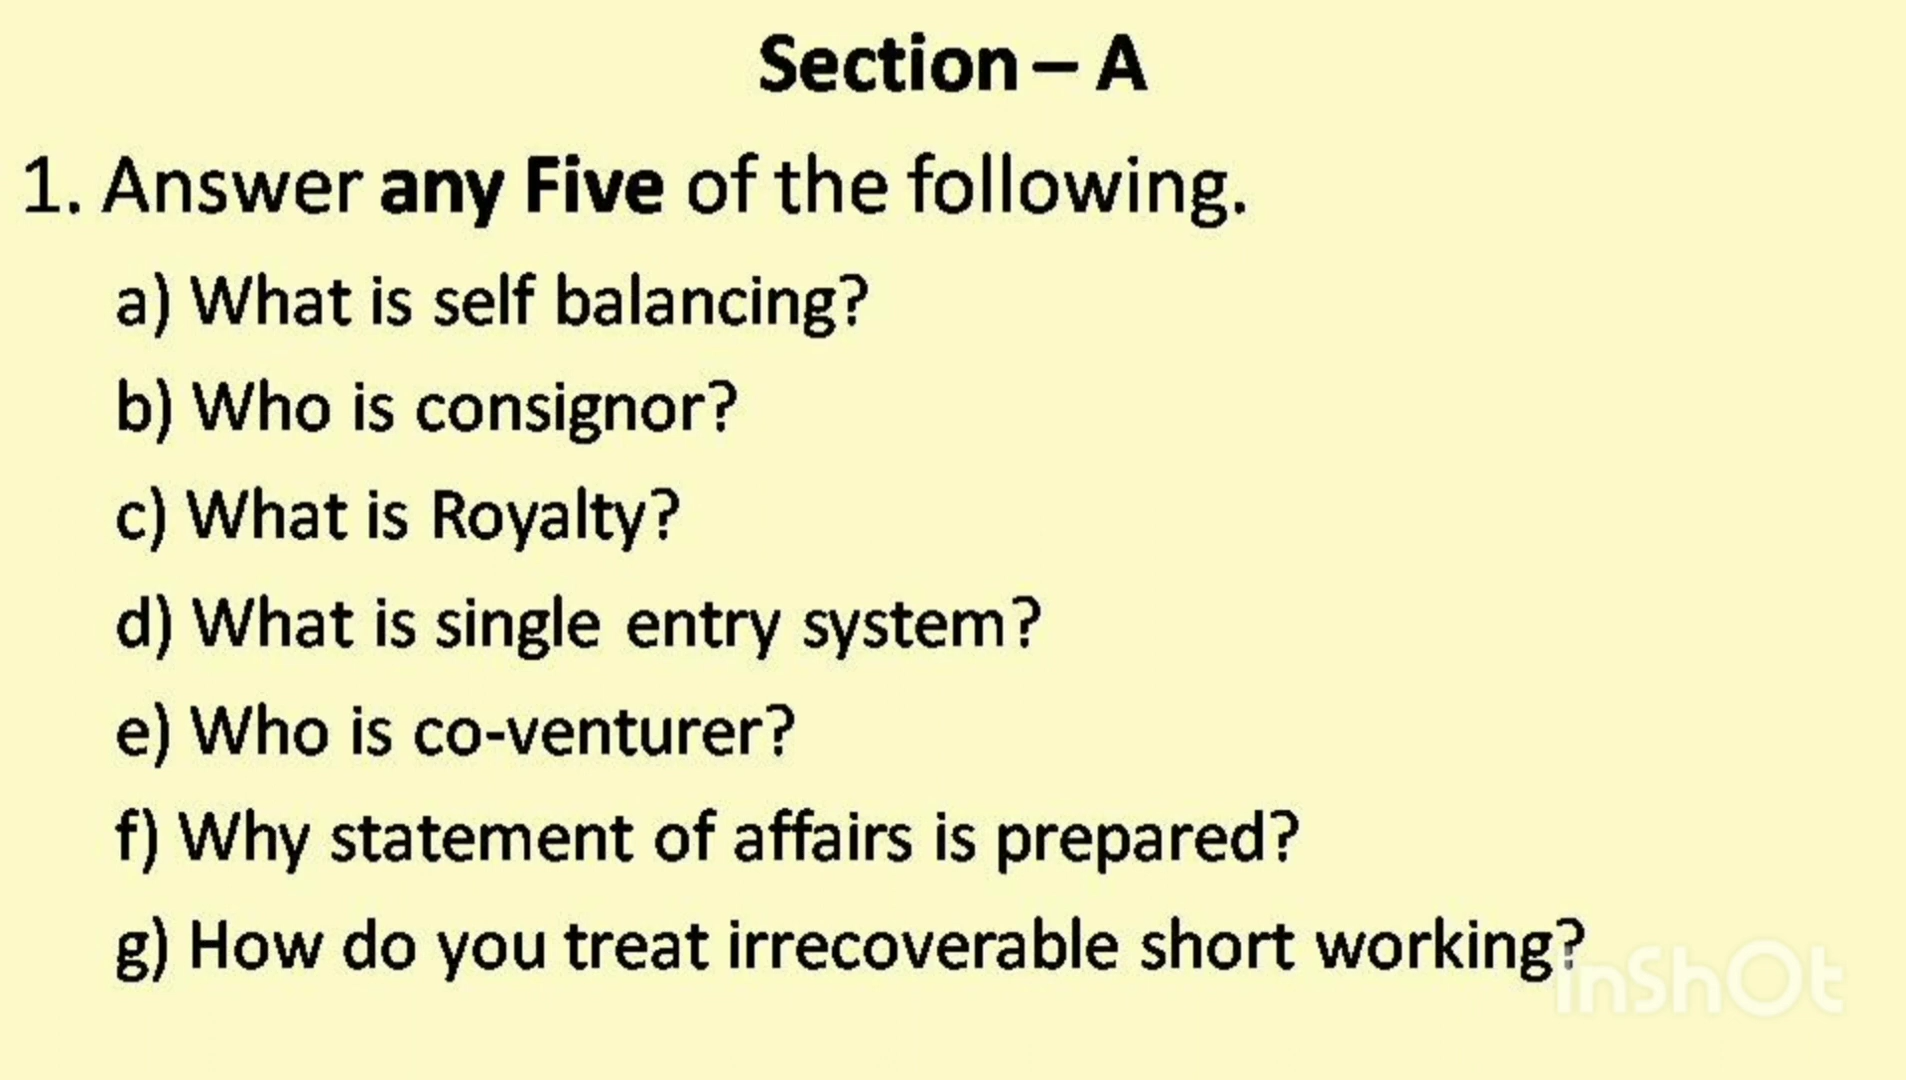 Section – A
1. Answer any Five of the following.
a) What is self balancing?
b) Who is consignor?
c) What is Royalty?
d) What is single entry system?
e) Who is co-venturer?
f) Why statement of affairs is prepared?
g) How do you treat irrecoverable short working?
InShOt